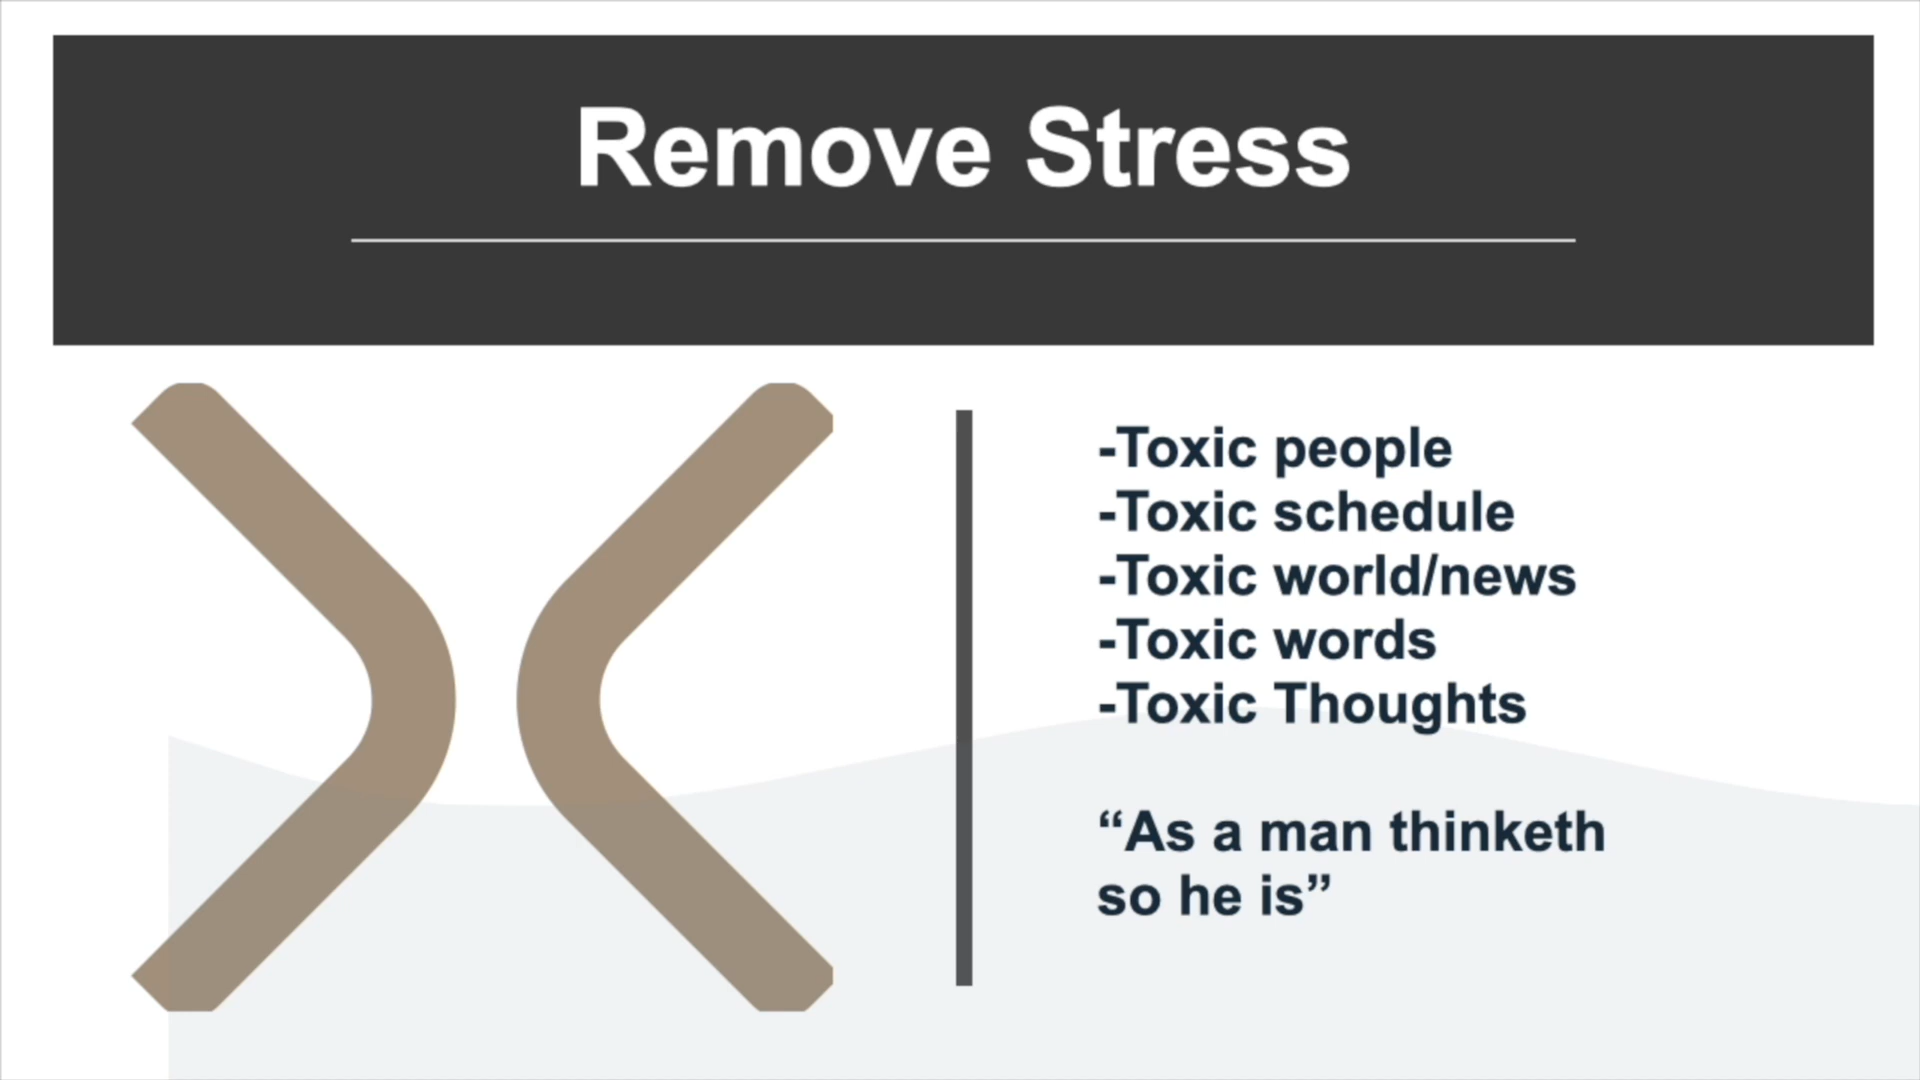 Remove Stress
-Toxic people
-Toxic schedule
-Toxic world/news
-Toxic words
-Toxic Thoughts
“As a man thinketh
so he is”